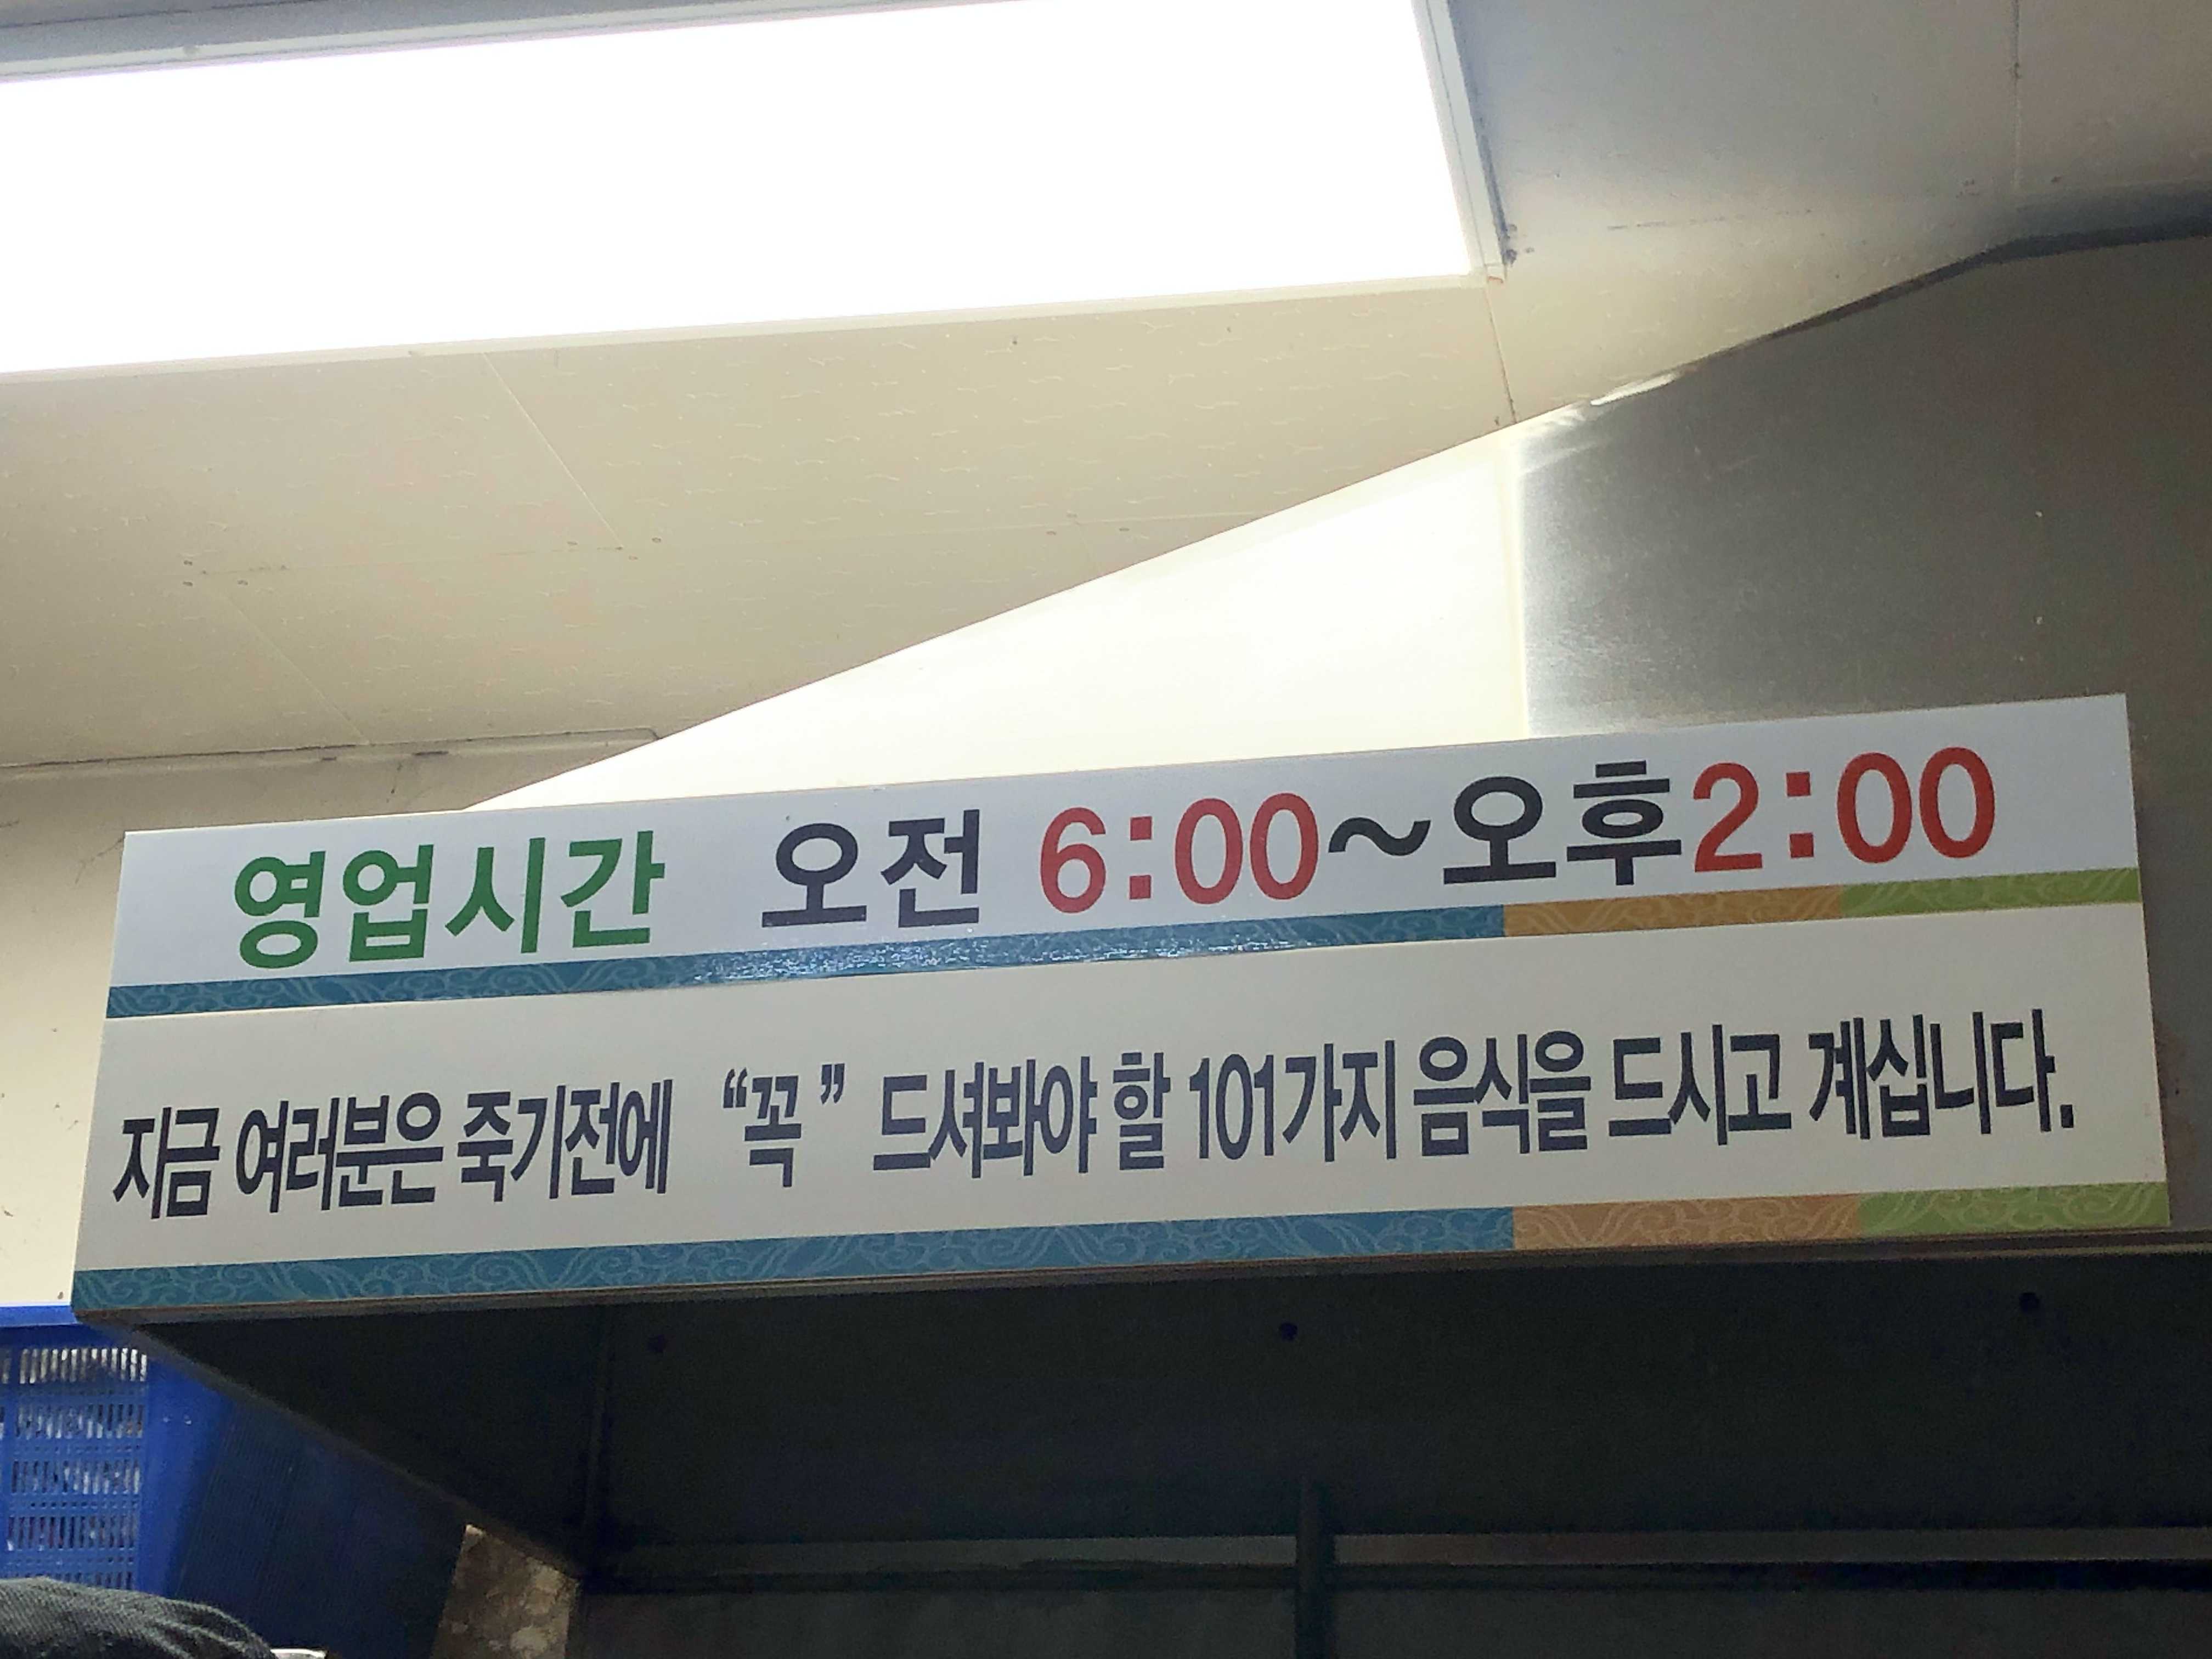 영업시간 오전 6:00~오후2:00
지금 여러분은 죽기전에 “꼭” 드셔봐야 할 101가지 음식을 드시고 계십니다.